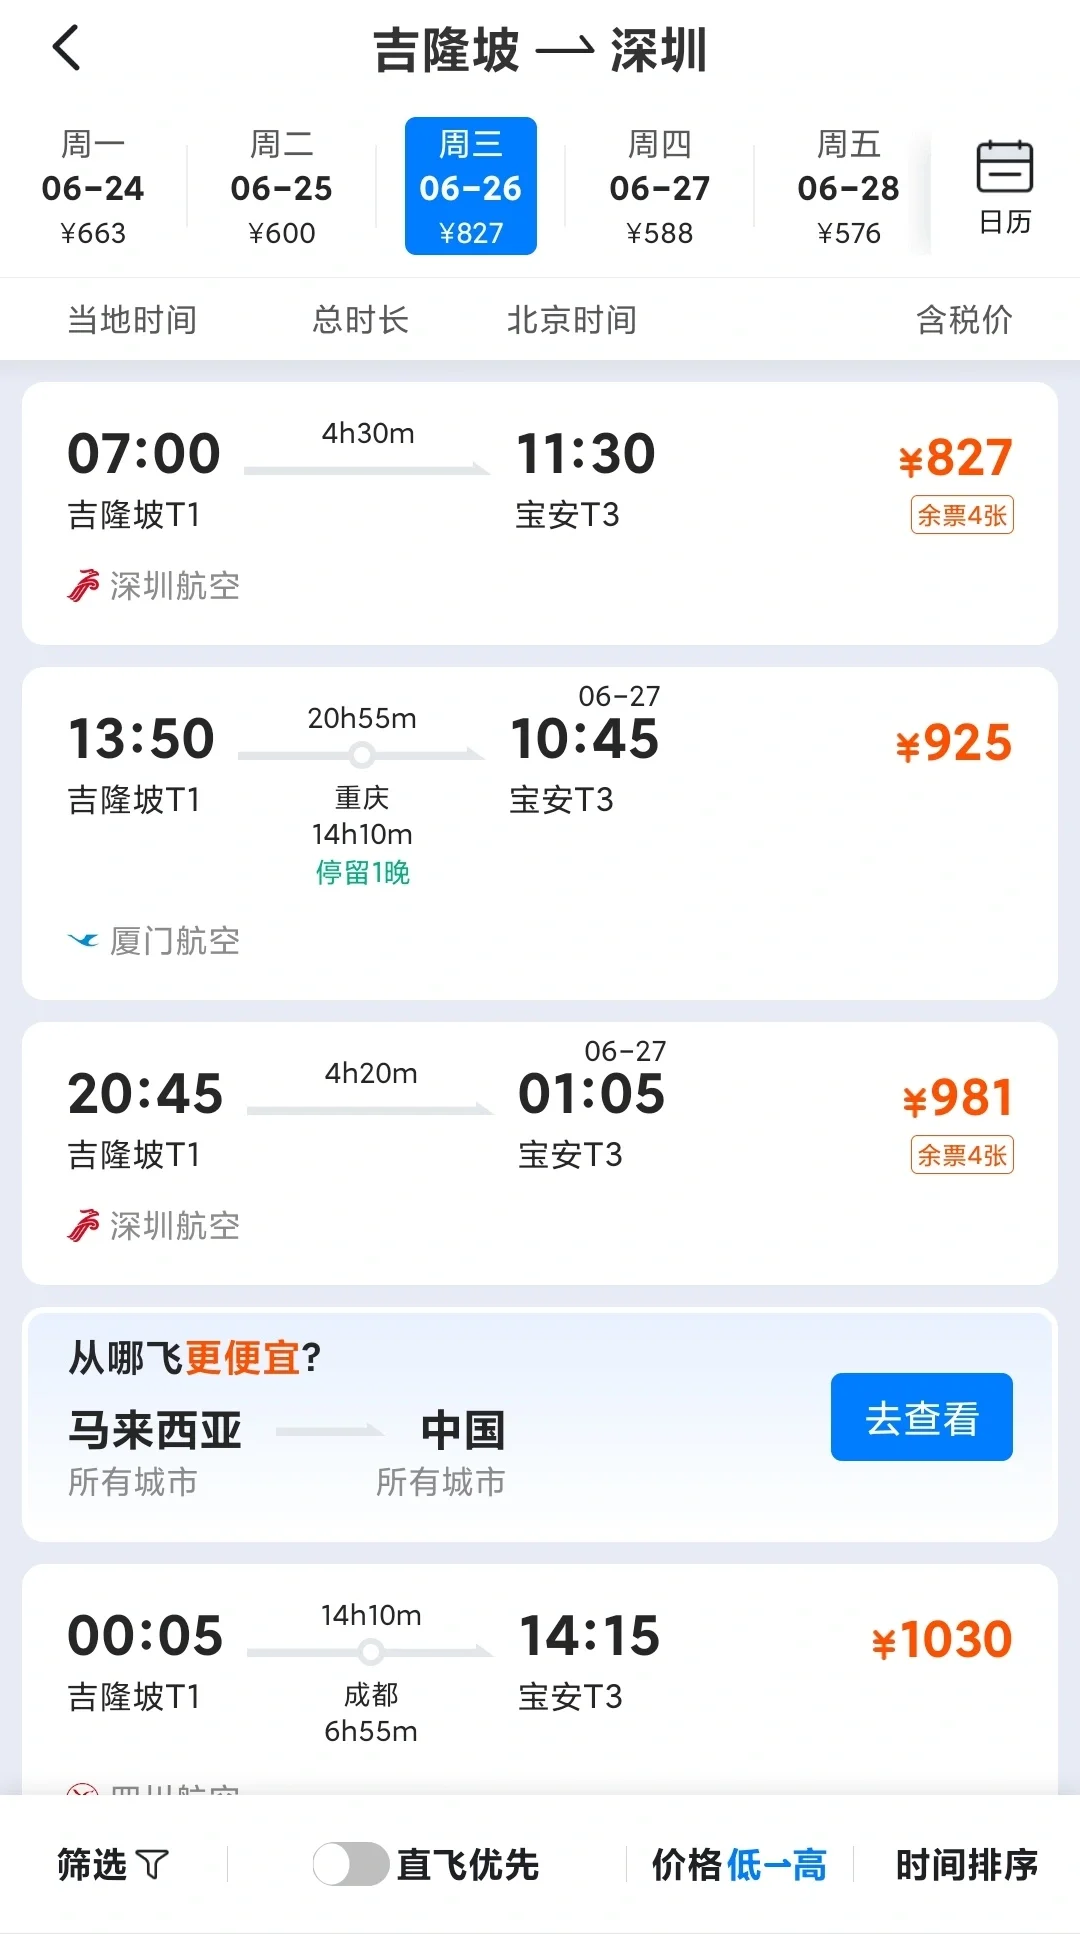 吉隆坡 → 深圳
周一 周二 周三 周四 周五
06-24 06-25 06-26 06-27 06-28
¥663 ¥600 ¥827 ¥588 ¥576
日历
当地时间 总时长 北京时间 含税价
07:00 4h30m 11:30 ¥827
吉隆坡T1 宝安T3 余票4张
深圳航空
06-27
13:50 20h55m 10:45 ¥925
吉隆坡T1 重庆 宝安T3
14h10m
停留1晚
厦门航空
06-27
20:45 4h20m 01:05 ¥981
吉隆坡T1 宝安T3 余票4张
深圳航空
从哪飞更便宜?
马来西亚 中国
所有城市 所有城市
去查看
00:05 14h10m 14:15 ¥1030
吉隆坡T1 成都 宝安T3
6h55m
四川航空
筛选 直飞优先 价格低→高 时间排序